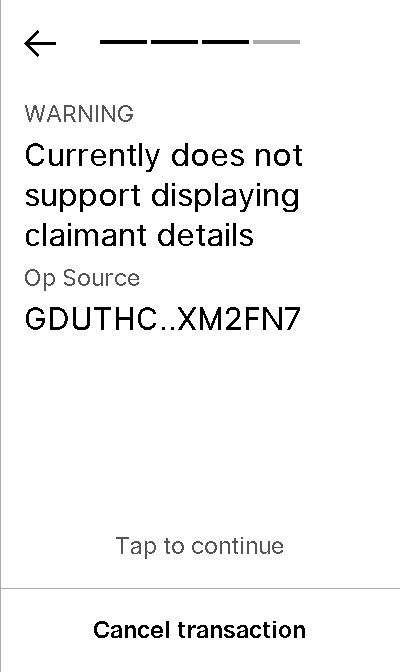 WARNING
Currently does not
support displaying
claimant details
Op Source
GDUTHC..XM2FN7
Tap to continue
Cancel transaction